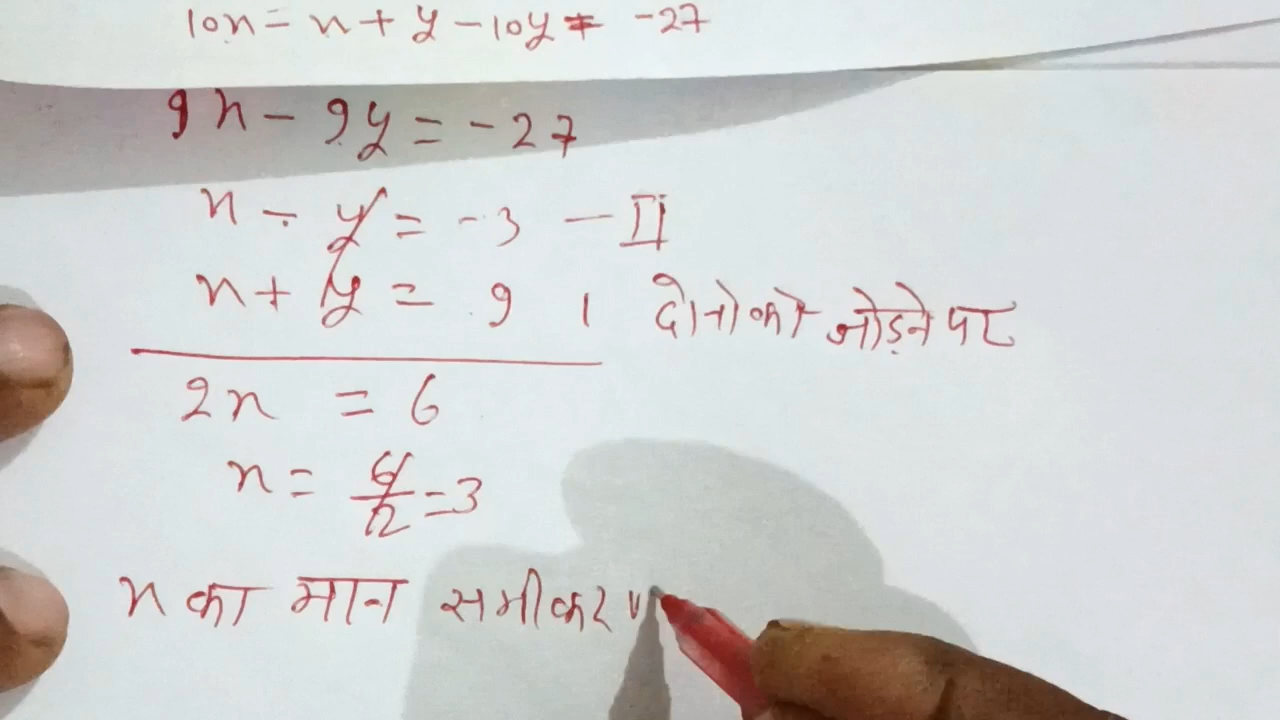 10x = x + y - 10y = -27
9x - 9y = -27
x - y = -3 - II
x + y = 9 | दोनो को जोड़ने पर
2x = 6
x = 6/2 = 3
x का मान समीकरण